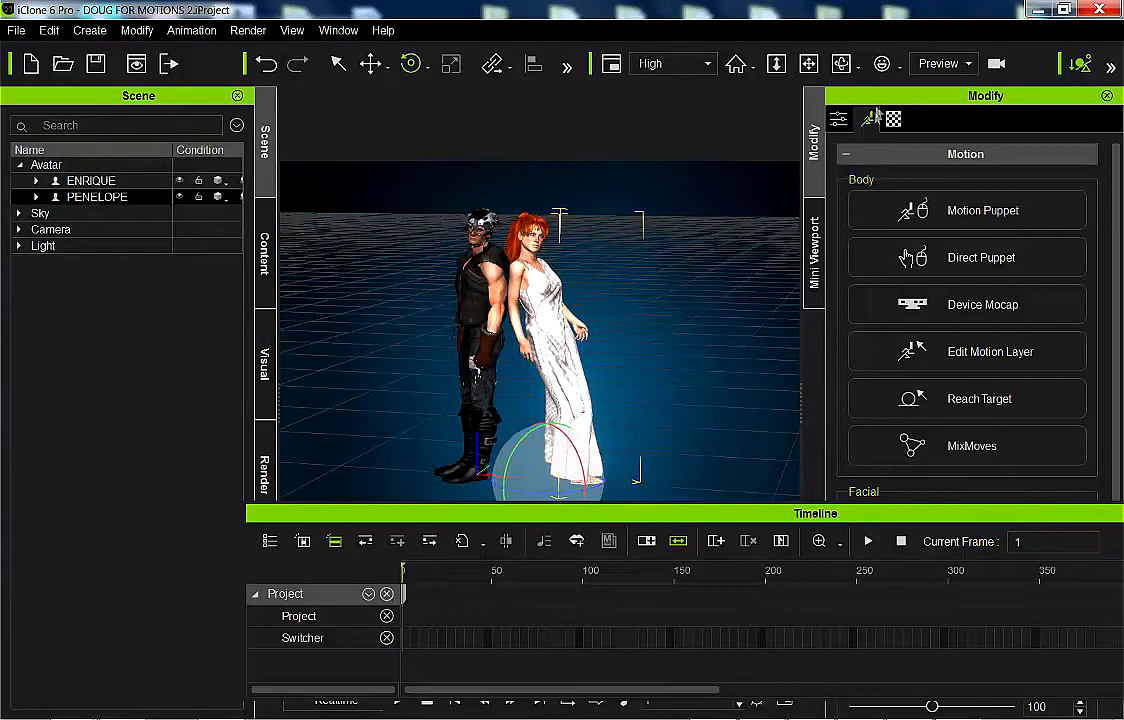 iClone 6 Pro - DOUG FOR MOTIONS 2.iProject
File Edit Create Modify Animation Render View Window Help
High
Preview
Scene
Search
Name Condition
Avatar
ENRIQUE
PENELOPE
Sky
Camera
Light
Scene
Content
Visual
Render
Modify
Mini Viewport
Modify
Motion
Body
Motion Puppet
Direct Puppet
Device Mocap
Edit Motion Layer
Reach Target
MixMoves
Facial
Timeline
Current Frame : 1
0 50 100 150 200 250 300 350
Project
Project
Switcher
Realtime
100